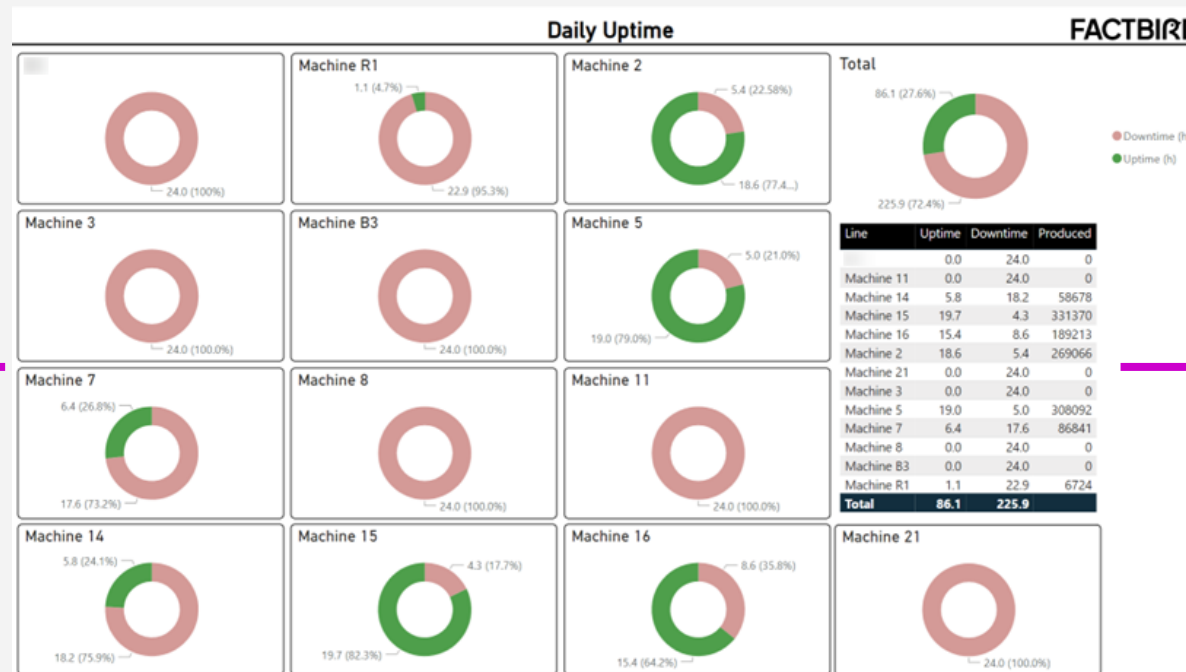 Daily Uptime
FACTBIRD
24.0 (100%)
Machine R1
1.1 (4.7%)
22.9 (95.3%)
Machine 2
5.4 (22.58%)
18.6 (77.4...)
Total
86.1 (27.6%)
225.9 (72.4%)
Downtime (h
Uptime (h)
Machine 3
24.0 (100.0%)
Machine B3
24.0 (100.0%)
Machine 5
5.0 (21.0%)
19.0 (79.0%)
Line Uptime Downtime Produced
0.0 24.0 0
Machine 11 0.0 24.0 0
Machine 14 5.8 18.2 58678
Machine 15 19.7 4.3 331370
Machine 16 15.4 8.6 189213
Machine 2 18.6 5.4 269066
Machine 21 0.0 24.0 0
Machine 3 0.0 24.0 0
Machine 5 19.0 5.0 308092
Machine 7 6.4 17.6 86841
Machine 8 0.0 24.0 0
Machine B3 0.0 24.0 0
Machine R1 1.1 22.9 6724
Total 86.1 225.9
Machine 7
6.4 (26.8%)
17.6 (73.2%)
Machine 8
24.0 (100.0%)
Machine 11
24.0 (100.0%)
Machine 14
5.8 (24.1%)
18.2 (75.9%)
Machine 15
4.3 (17.7%)
19.7 (82.3%)
Machine 16
8.6 (35.8%)
15.4 (64.2%)
Machine 21
24.0 (100.0%)